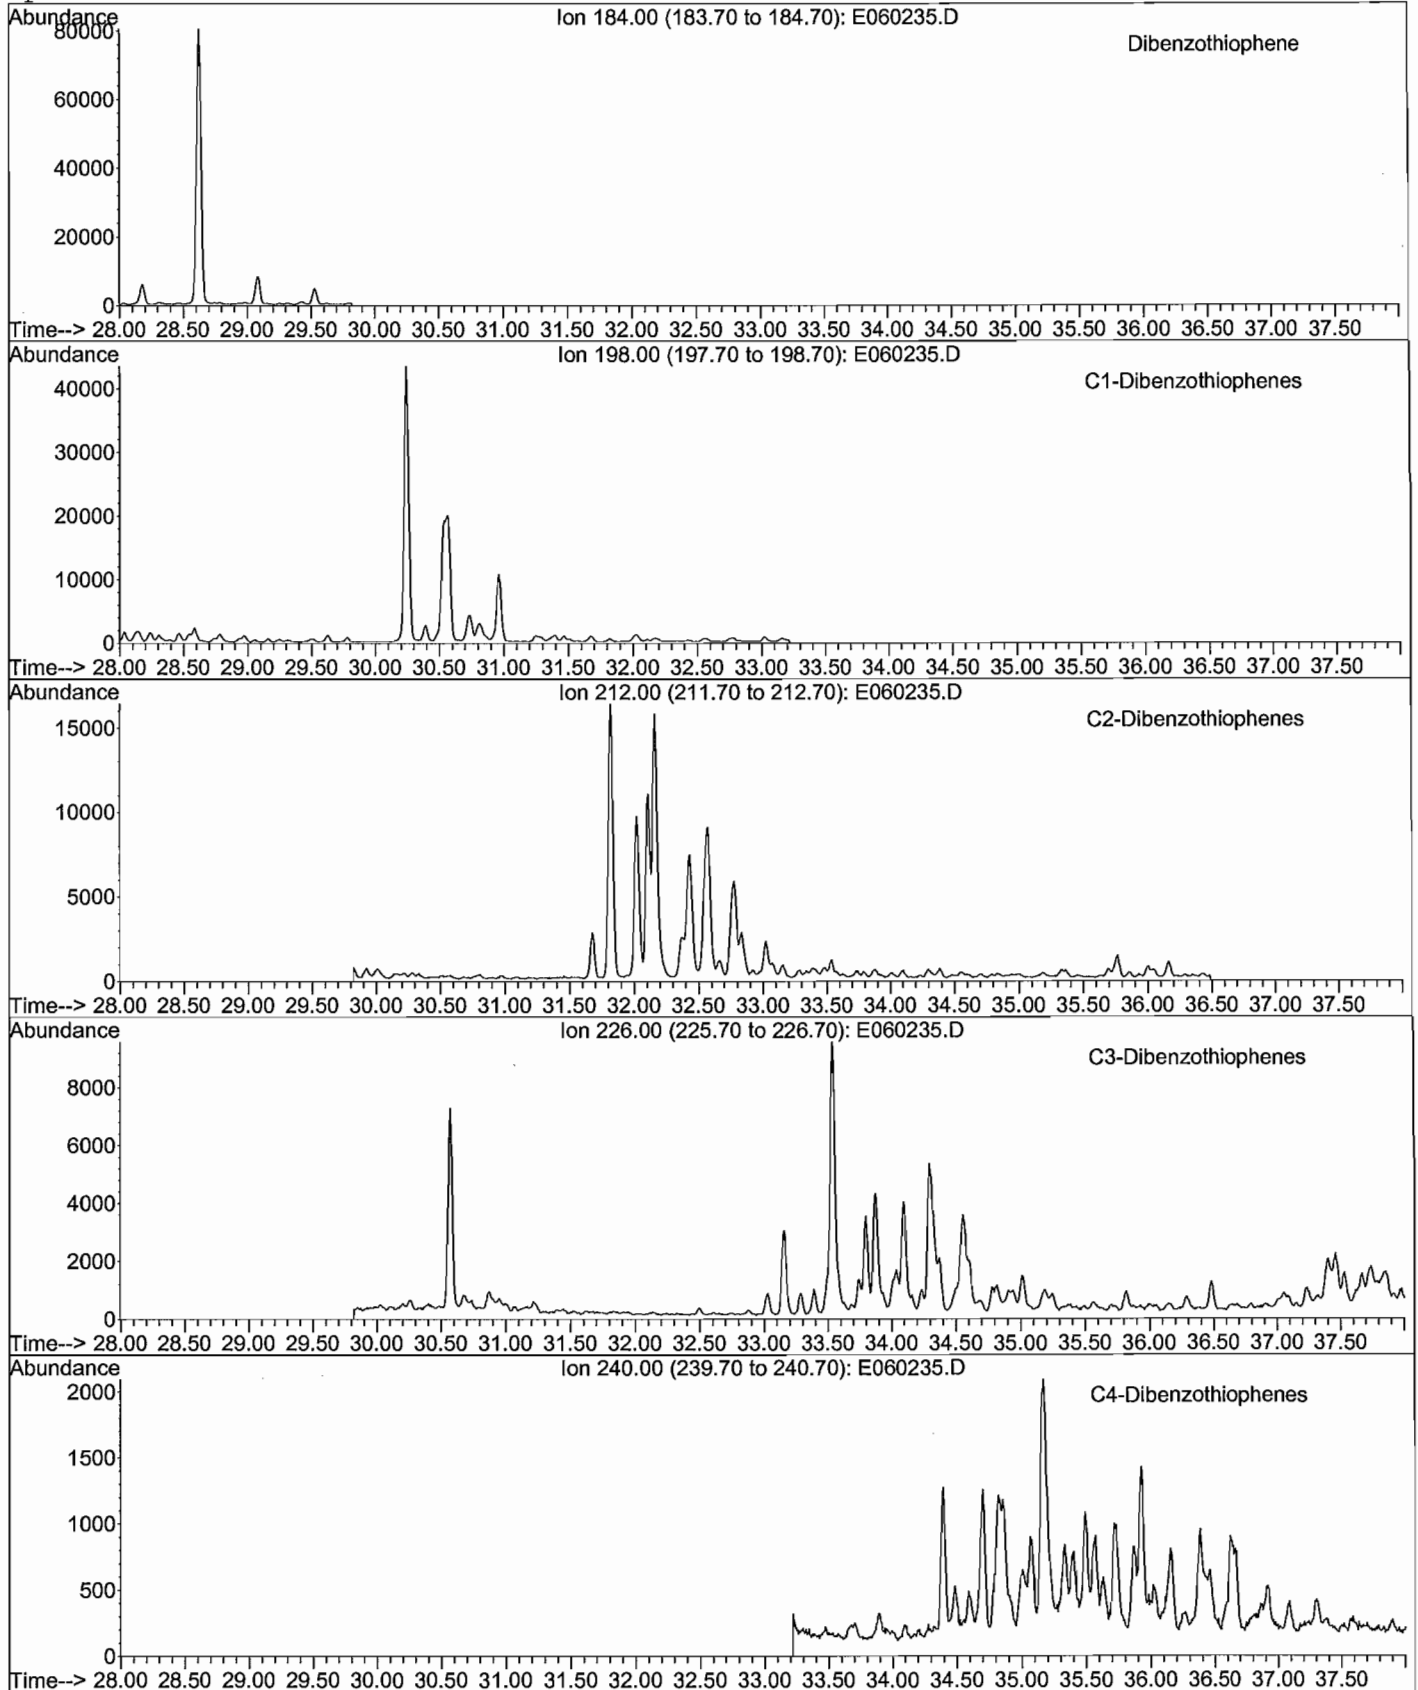 Abundance Ion 184.00 (183.70 to 184.70): E060235.D
Dibenzothiophene
80000
60000
40000
20000
0
Time--> 28.00 28.50 29.00 29.50 30.00 30.50 31.00 31.50 32.00 32.50 33.00 33.50 34.00 34.50 35.00 35.50 36.00 36.50 37.00 37.50
Abundance Ion 198.00 (197.70 to 198.70): E060235.D
C1-Dibenzothiophenes
40000
30000
20000
10000
0
Time--> 28.00 28.50 29.00 29.50 30.00 30.50 31.00 31.50 32.00 32.50 33.00 33.50 34.00 34.50 35.00 35.50 36.00 36.50 37.00 37.50
Abundance Ion 212.00 (211.70 to 212.70): E060235.D
C2-Dibenzothiophenes
15000
10000
5000
0
Time--> 28.00 28.50 29.00 29.50 30.00 30.50 31.00 31.50 32.00 32.50 33.00 33.50 34.00 34.50 35.00 35.50 36.00 36.50 37.00 37.50
Abundance Ion 226.00 (225.70 to 226.70): E060235.D
C3-Dibenzothiophenes
8000
6000
4000
2000
0
Time--> 28.00 28.50 29.00 29.50 30.00 30.50 31.00 31.50 32.00 32.50 33.00 33.50 34.00 34.50 35.00 35.50 36.00 36.50 37.00 37.50
Abundance Ion 240.00 (239.70 to 240.70): E060235.D
C4-Dibenzothiophenes
2000
1500
1000
500
0
Time--> 28.00 28.50 29.00 29.50 30.00 30.50 31.00 31.50 32.00 32.50 33.00 33.50 34.00 34.50 35.00 35.50 36.00 36.50 37.00 37.50